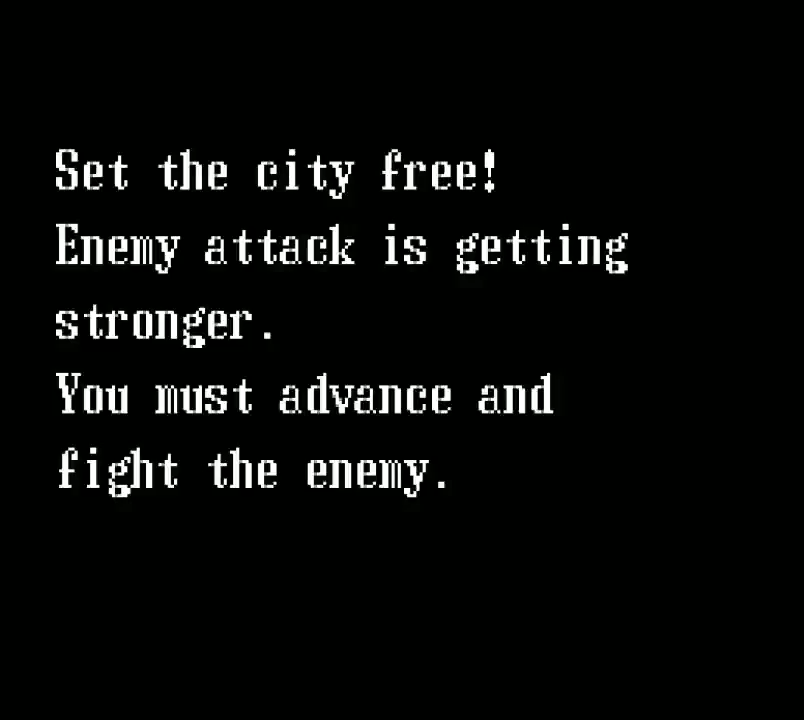 Set the city free!
Enemy attack is getting
stronger.
You must advance and
fight the enemy.